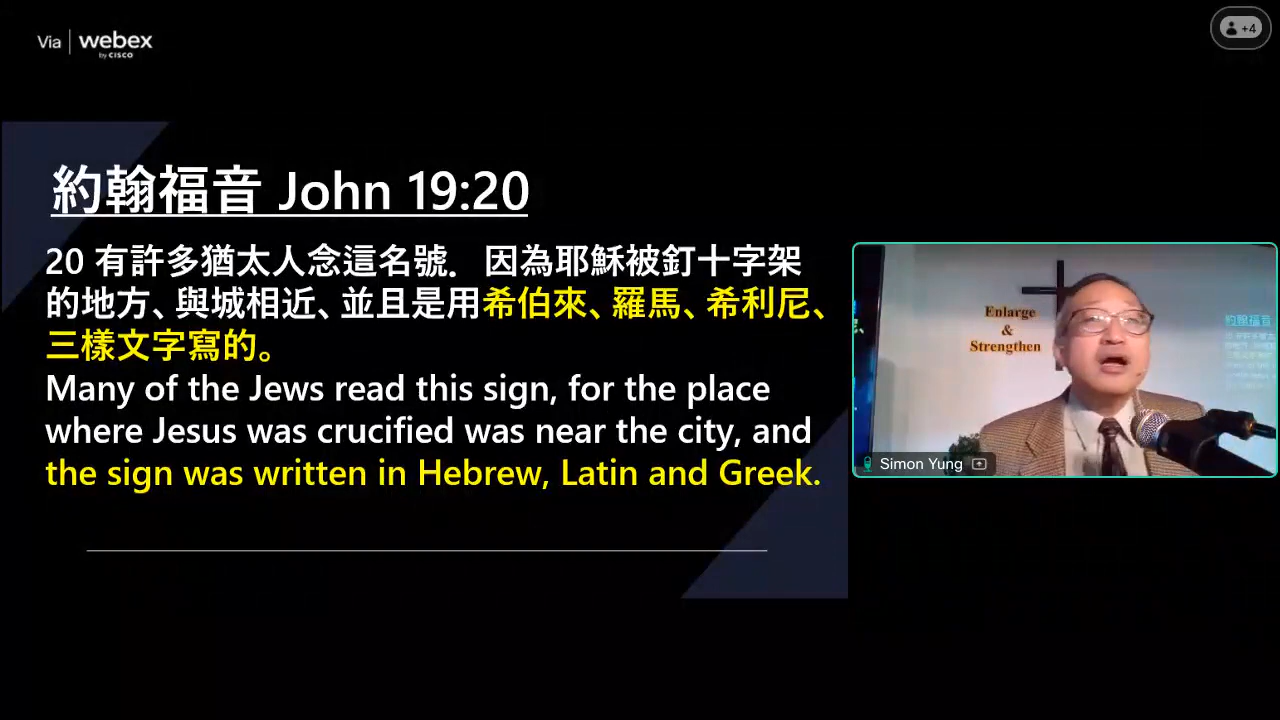 Via | webex
by CISCO
+4
約翰福音 John 19:20
20 有許多猶太人念這名號．因為耶穌被釘十字架
的地方、與城相近、並且是用希伯來、羅馬、希利尼、
三樣文字寫的。
Many of the Jews read this sign, for the place
where Jesus was crucified was near the city, and
the sign was written in Hebrew, Latin and Greek.
Enlarge
&
Strengthen
約翰福音
Simon Yung